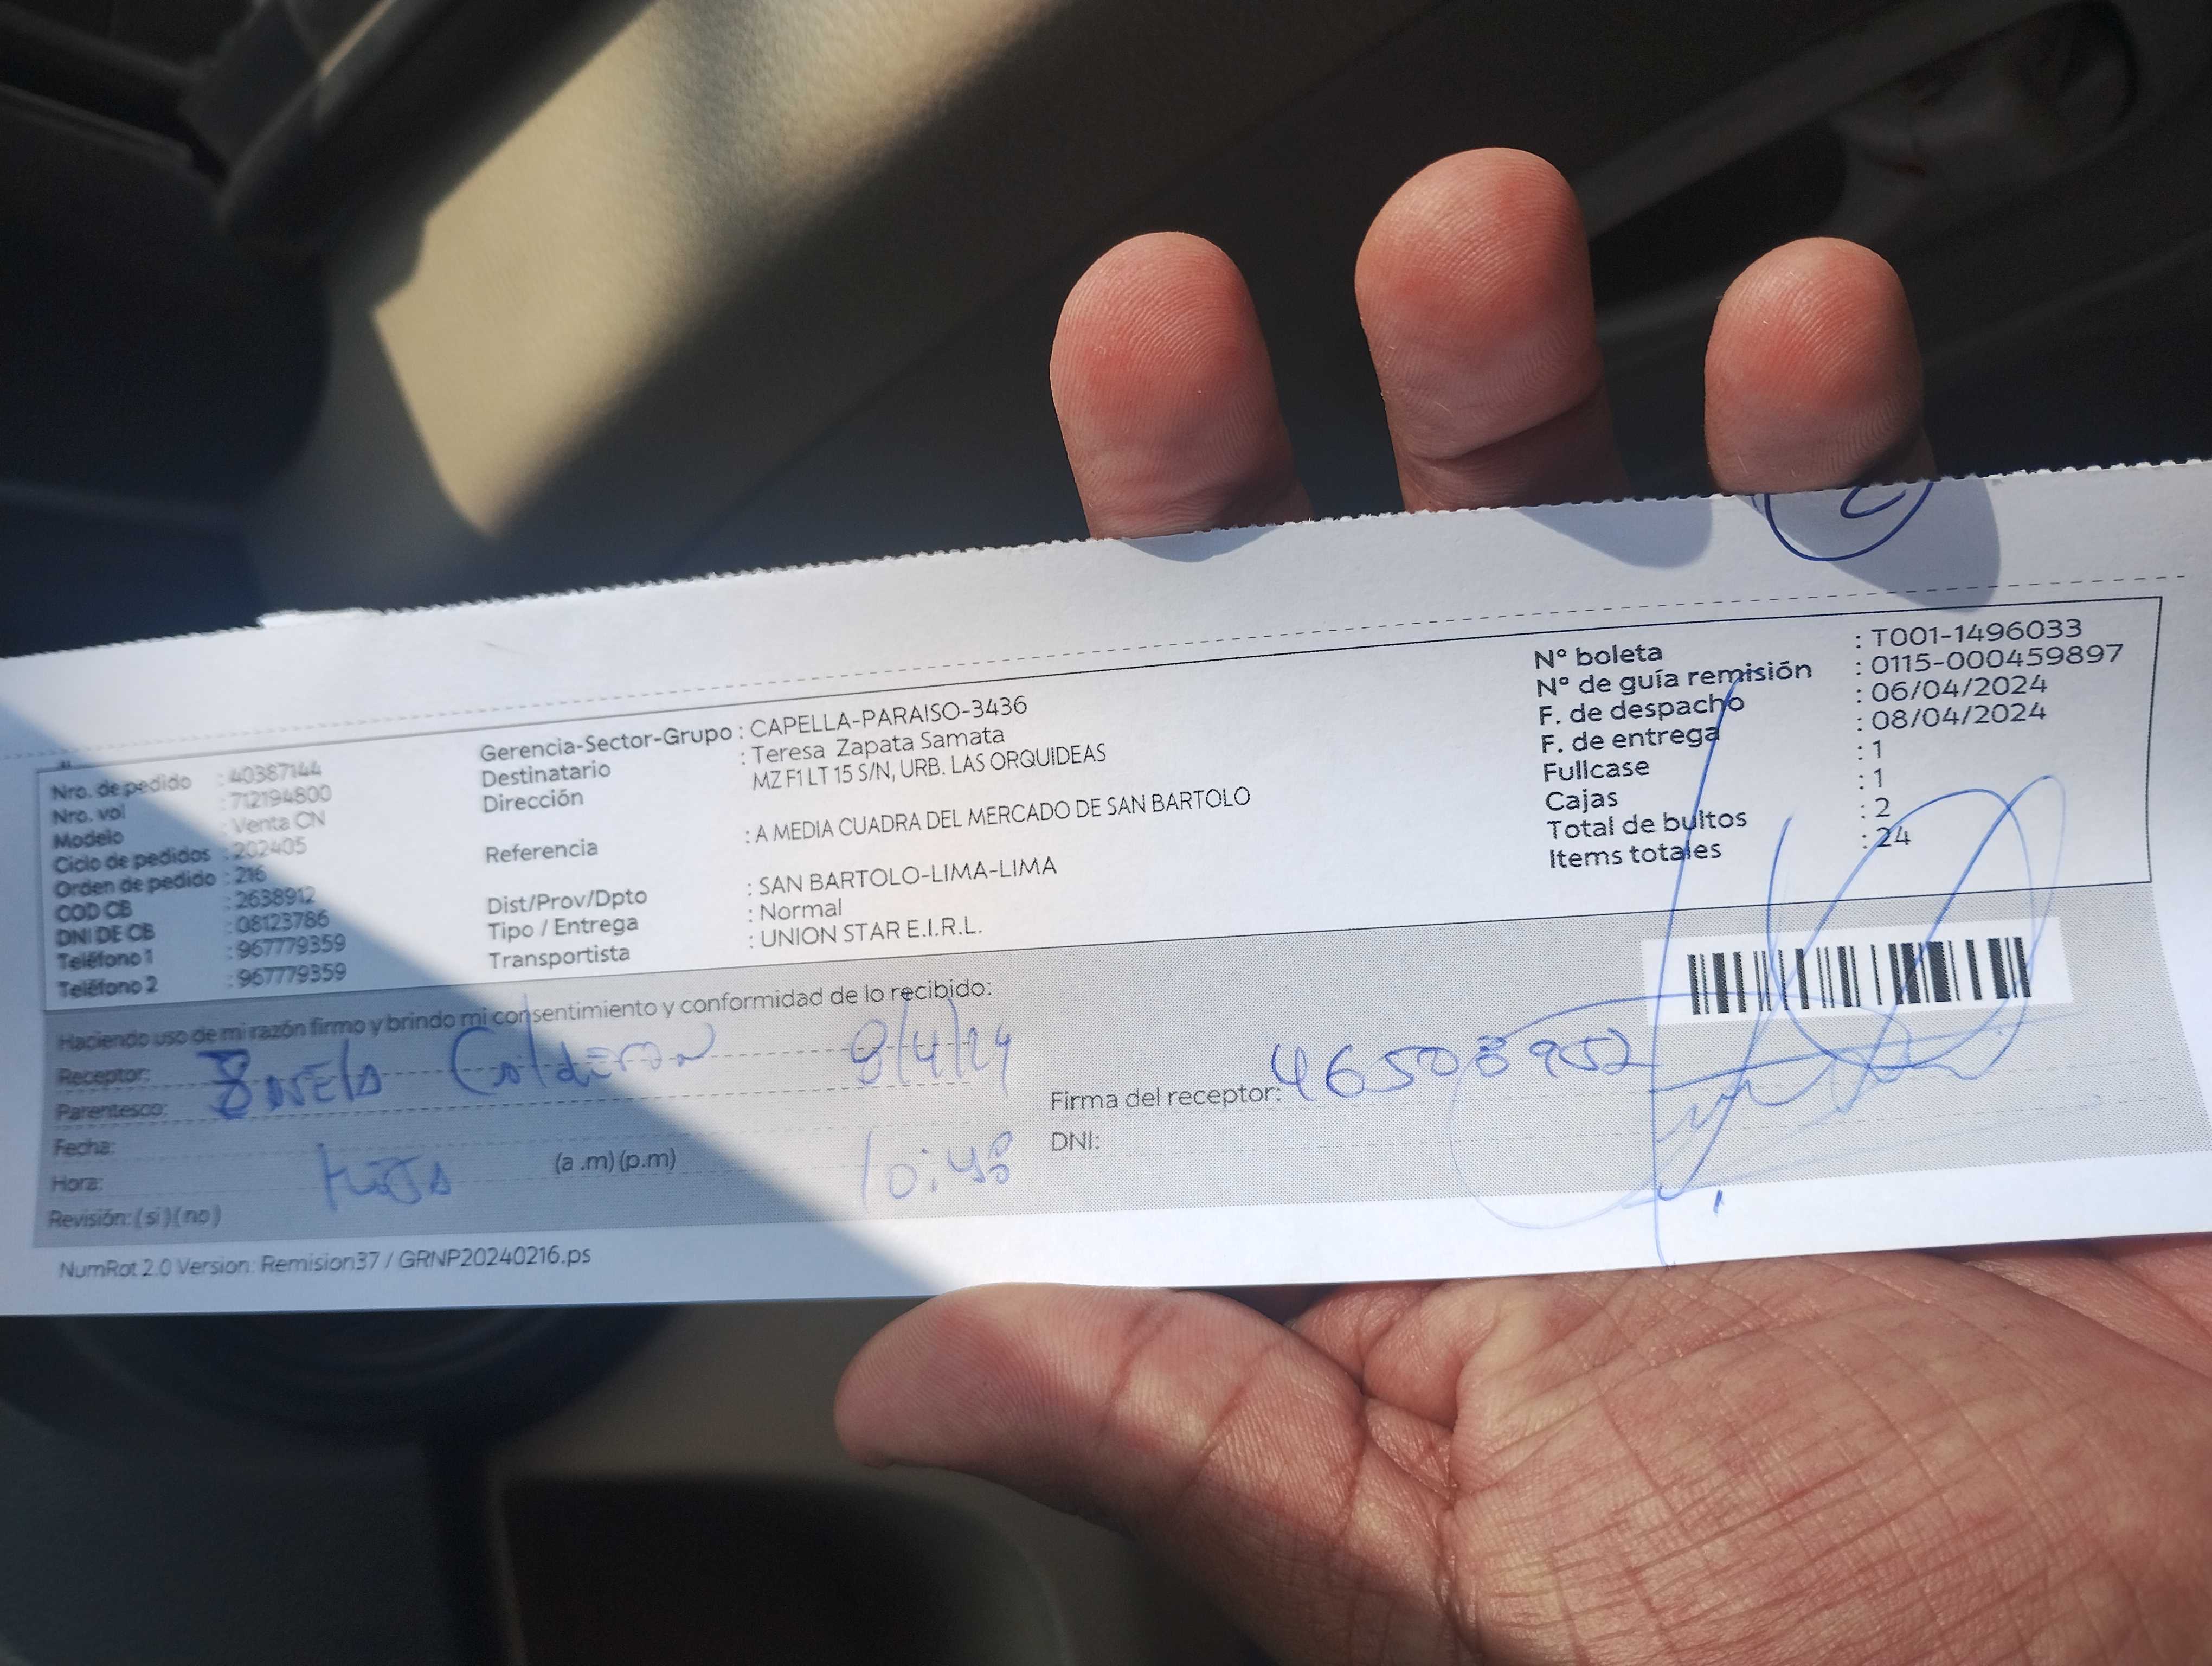 Nro. de pedido : 40387144
Nro. vol : 712194800
Modelo : Venta CN
Ciclo de pedidos : 202405
Orden de pedido : 216
COD CB : 2638912
DNI DE CB : 08123786
Teléfono 1 : 967779359
Teléfono 2 : 967779359
Gerencia-Sector-Grupo : CAPELLA-PARAISO-3436
Destinatario : Teresa Zapata Samata
Dirección MZ F1 LT 15 S/N, URB. LAS ORQUIDEAS
Referencia : A MEDIA CUADRA DEL MERCADO DE SAN BARTOLO
Dist/Prov/Dpto : SAN BARTOLO-LIMA-LIMA
Tipo / Entrega : Normal
Transportista : UNION STAR E.I.R.L.
Nº boleta : T001-1496033
Nº de guía remisión : 0115-000459897
F. de despacho : 06/04/2024
F. de entrega : 08/04/2024
Fullcase : 1
Cajas : 1
Total de bultos : 2
Items totales : 24
Haciendo uso de mi razón firmo y brindo mi consentimiento y conformidad de lo recibido:
Receptor: Calderon 8/4/24
Parentesco:
Fecha:
Hora: (a .m) (p.m) 10:48
Revisión: ( si ) ( no )
Firma del receptor: 46508952
DNI:
NumRot 2.0 Version: Remision37 / GRNP20240216.ps